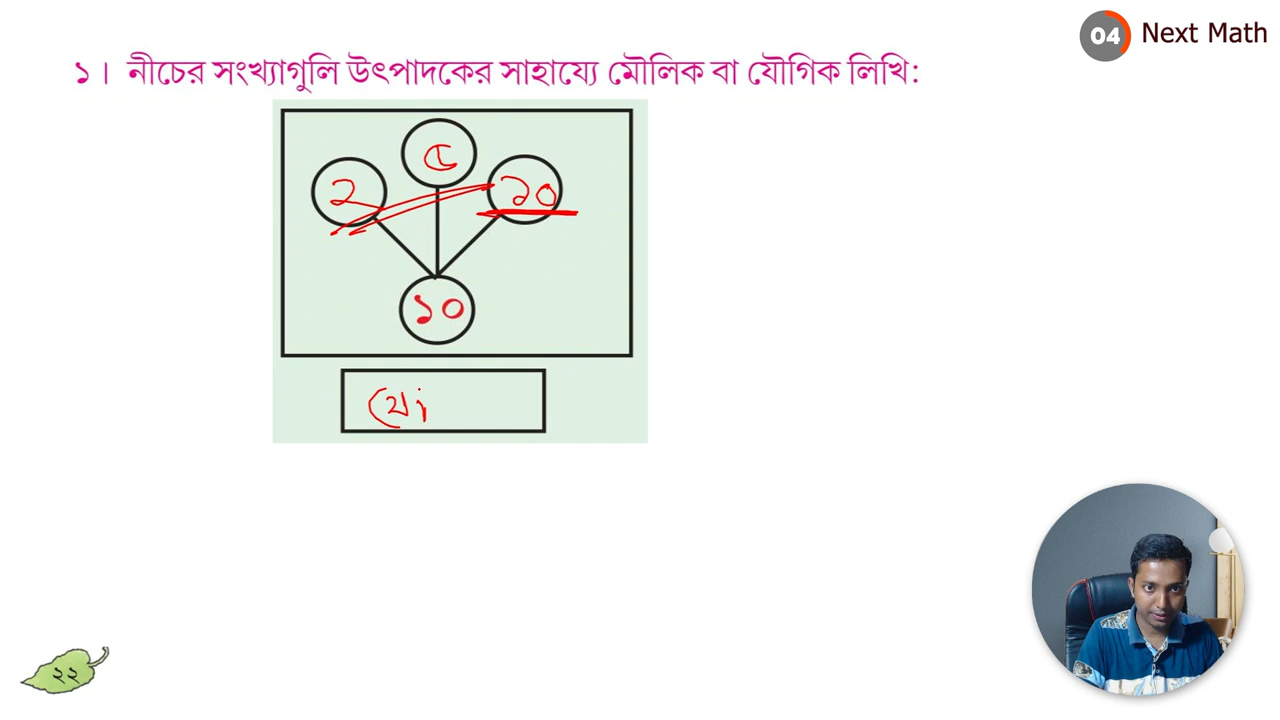 04 Next Math
১। নীচের সংখ্যাগুলি উৎপাদকের সাহায্যে মৌলিক বা যৌগিক লিখি:
৫
২ ১০
১০
যো
২২